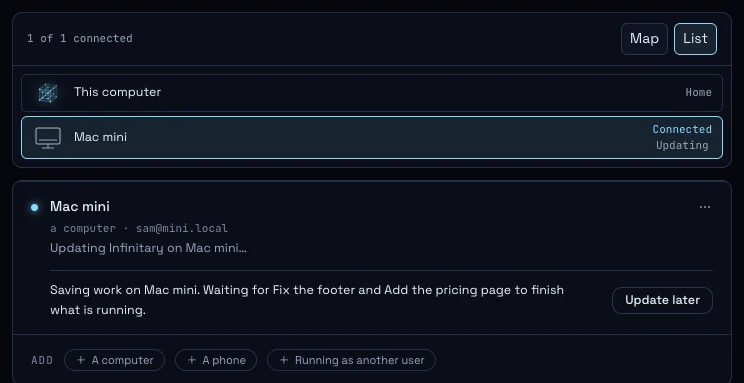 1 of 1 connected
Map
List
This computer
Home
Mac mini
Connected
Updating
Mac mini
...
a computer · sam@mini.local
Updating Infinitary on Mac mini...
Saving work on Mac mini. Waiting for Fix the footer and Add the pricing page to finish
what is running.
Update later
ADD
+ A computer
+ A phone
+ Running as another user